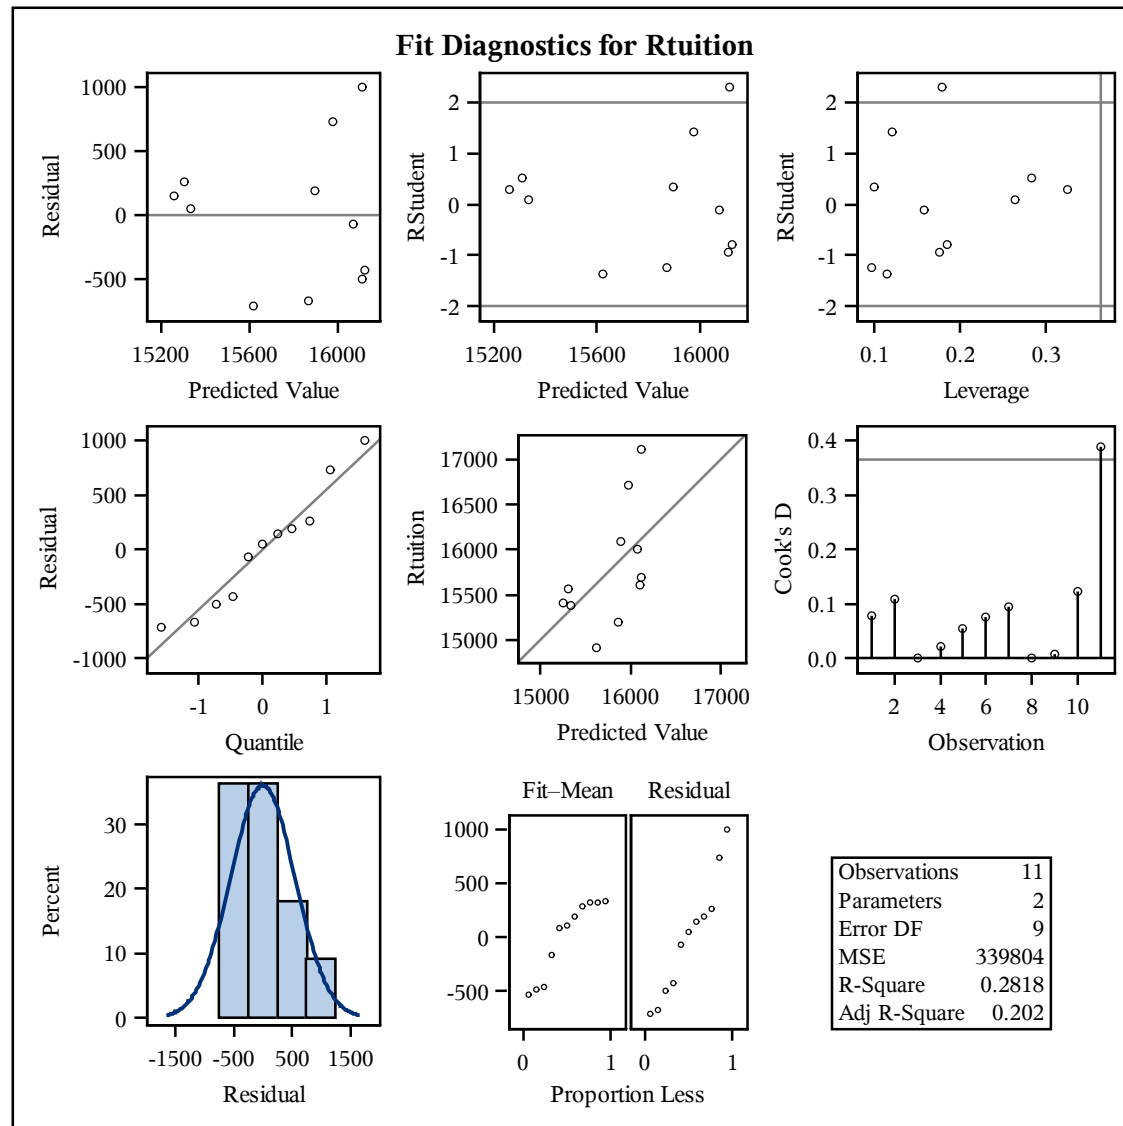 Fit Diagnostics for Rtuition
1000
500
0
-500
Residual
15200 15600 16000
Predicted Value
2
1
0
-1
-2
RStudent
15200 15600 16000
Predicted Value
2
1
0
-1
-2
RStudent
0.1 0.2 0.3
Leverage
1000
500
0
-500
-1000
Residual
-1 0 1
Quantile
17000
16500
16000
15500
15000
Rtuition
15000 16000 17000
Predicted Value
0.4
0.3
0.2
0.1
0.0
Cook's D
2 4 6 8 10
Observation
30
20
10
0
Percent
-1500 -500 500 1500
Residual
Fit–Mean Residual
1000
500
0
-500
0 1 0 1
Proportion Less
Observations 11
Parameters 2
Error DF 9
MSE 339804
R-Square 0.2818
Adj R-Square 0.202